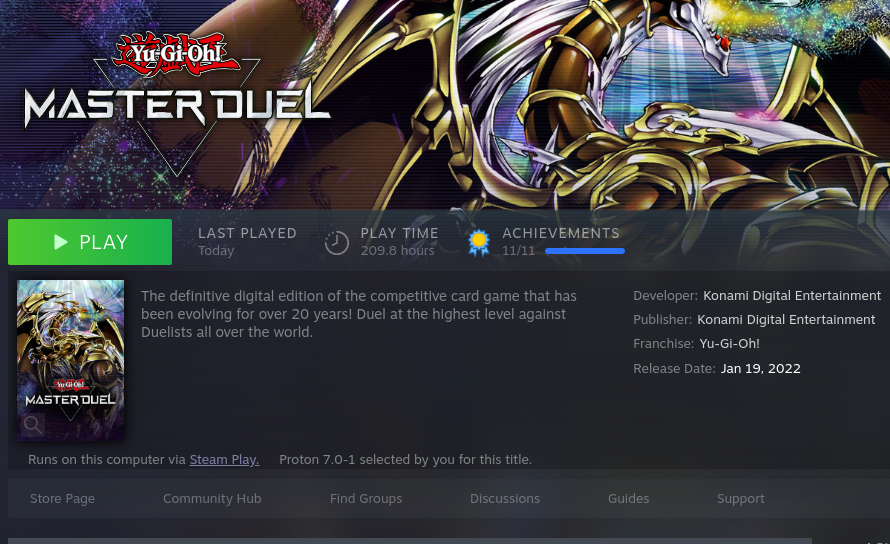 Yu-Gi-Oh!
MASTER DUEL
PLAY
LAST PLAYED
Today
PLAY TIME
209.8 hours
ACHIEVEMENTS
11/11
The definitive digital edition of the competitive card game that has
been evolving for over 20 years! Duel at the highest level against
Duelists all over the world.
Yu-Gi-Oh!
MASTER DUEL
Developer: Konami Digital Entertainment
Publisher: Konami Digital Entertainment
Franchise: Yu-Gi-Oh!
Release Date: Jan 19, 2022
Runs on this computer via Steam Play. Proton 7.0-1 selected by you for this title.
Store Page Community Hub Find Groups Discussions Guides Support